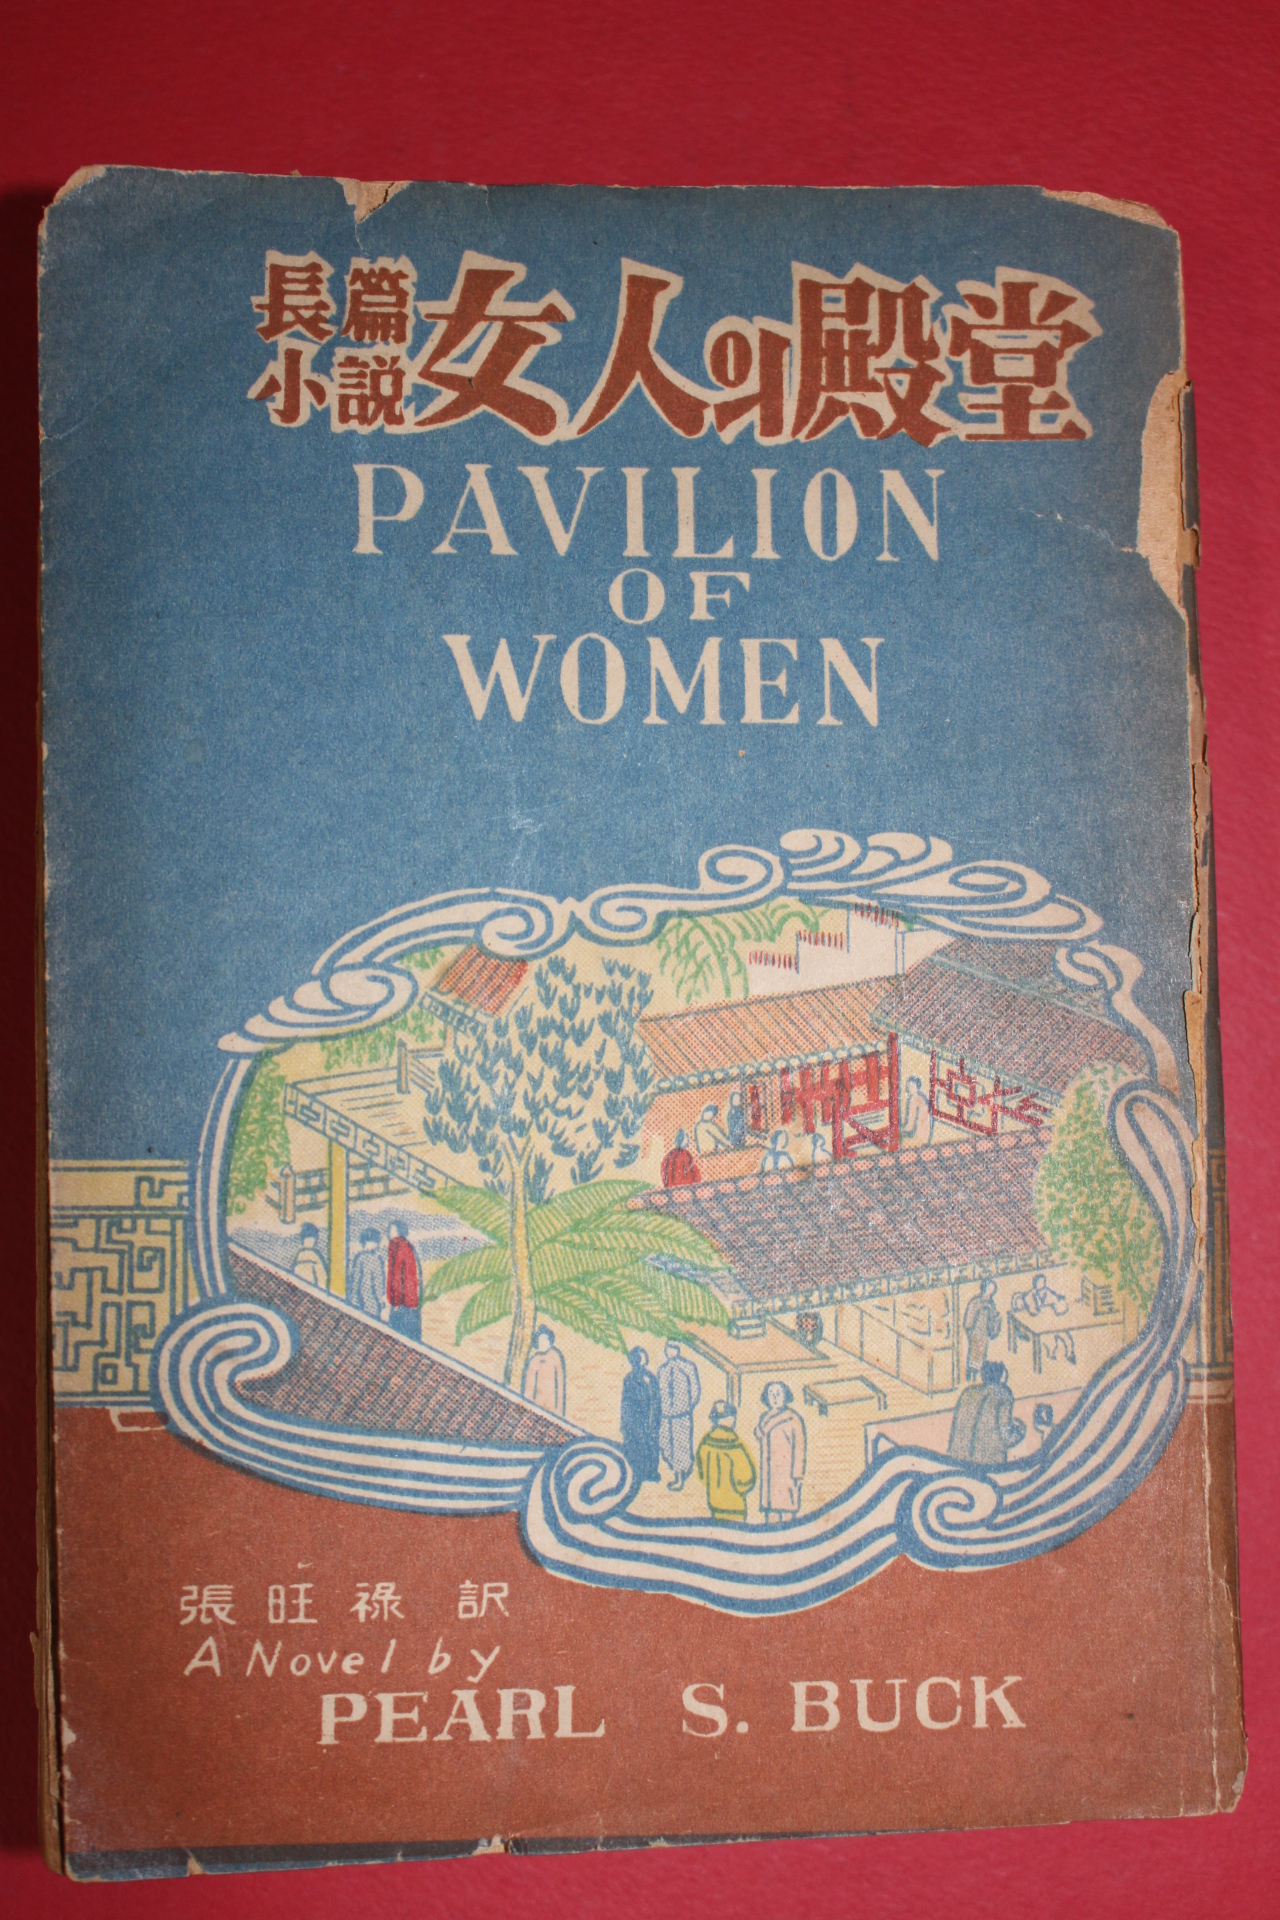 長篇小説 女人의殿堂
PAVILION
OF
WOMEN
張旺祿 訳
A Novel by
PEARL S. BUCK